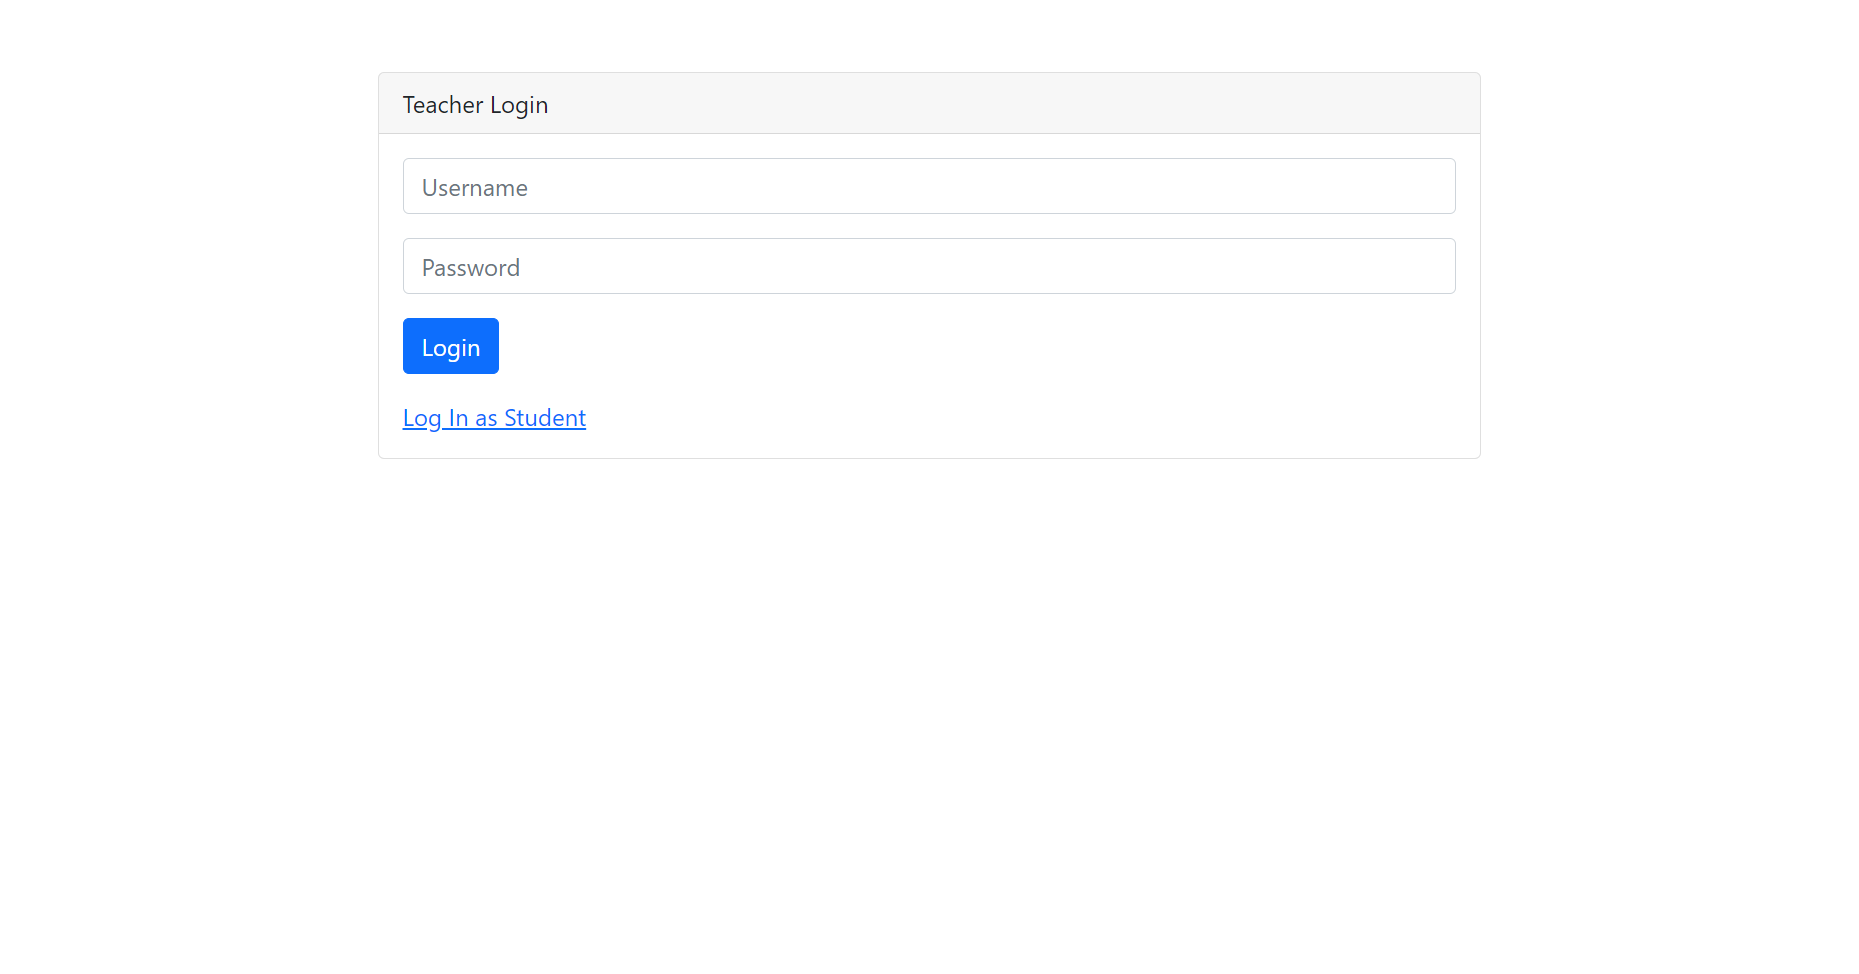 Teacher Login
Username
Password
Login
Log In as Student